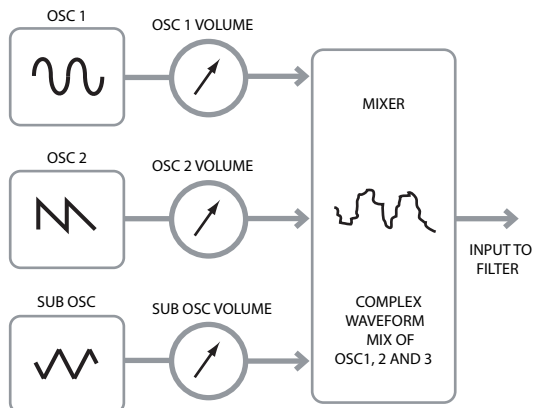 OSC 1
OSC 1 VOLUME
MIXER
OSC 2
OSC 2 VOLUME
INPUT TO
FILTER
SUB OSC
SUB OSC VOLUME
COMPLEX
WAVEFORM
MIX OF
OSC1, 2 AND 3